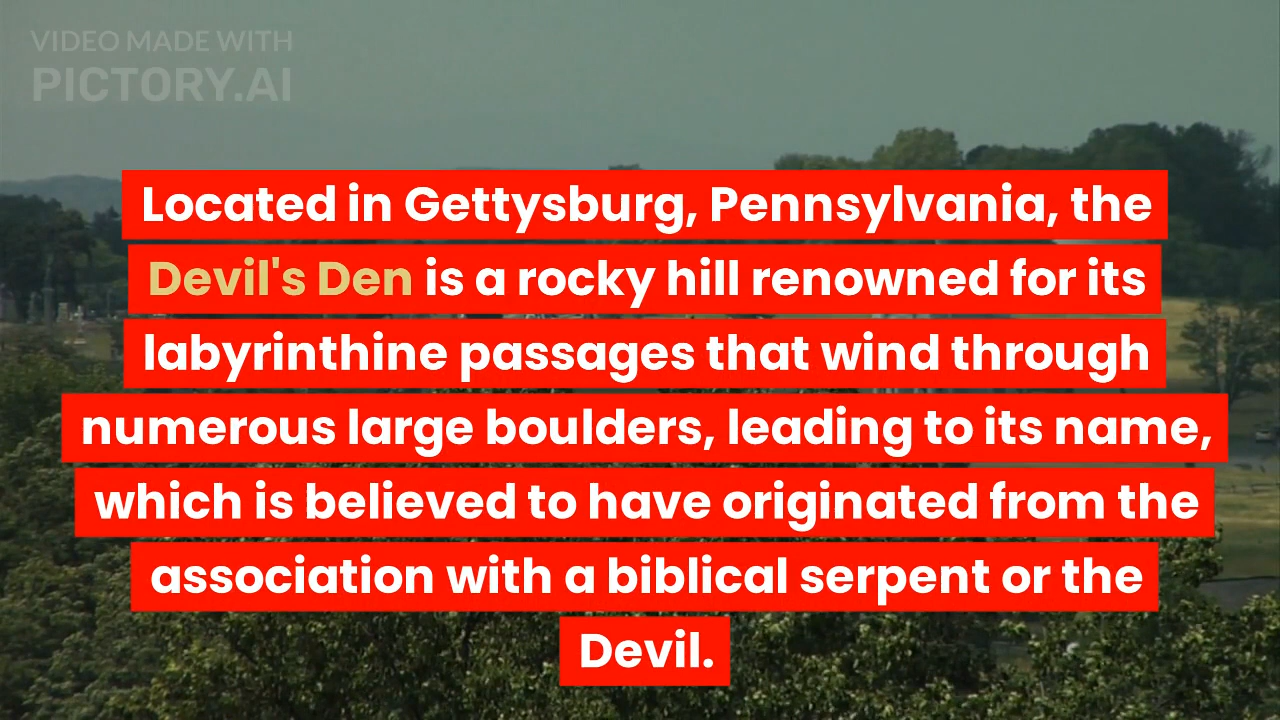 VIDEO MADE WITH
PICTORY.AI
Located in Gettysburg, Pennsylvania, the
Devil's Den is a rocky hill renowned for its
labyrinthine passages that wind through
numerous large boulders, leading to its name,
which is believed to have originated from the
association with a biblical serpent or the
Devil.